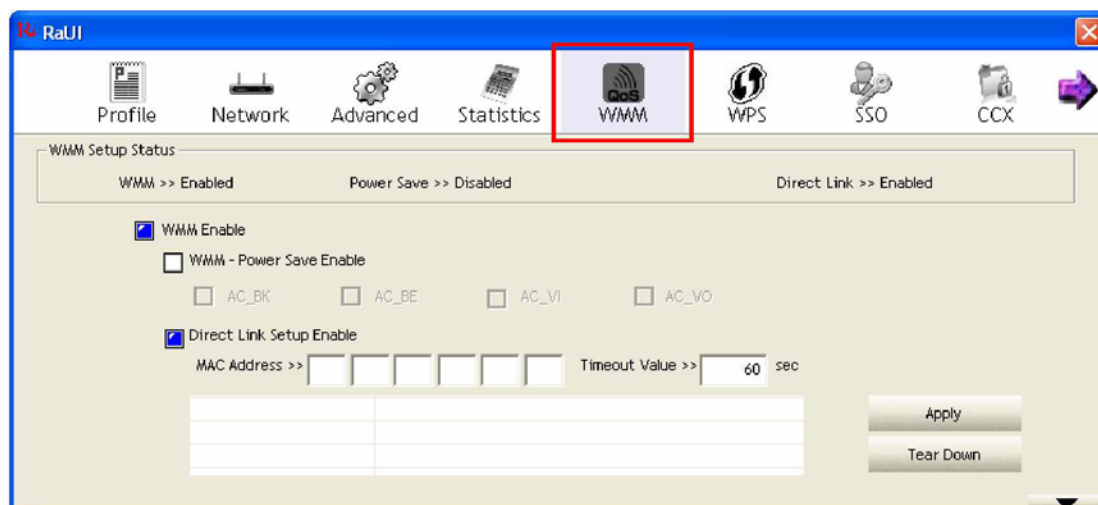 RaUI
Profile Network Advanced Statistics QoS WMM WPS SSO CCX
WMM Setup Status
WMM >> Enabled Power Save >> Disabled Direct Link >> Enabled
WMM Enable
WMM - Power Save Enable
AC_BK AC_BE AC_VI AC_VO
Direct Link Setup Enable
MAC Address >> Timeout Value >> 60 sec
Apply
Tear Down